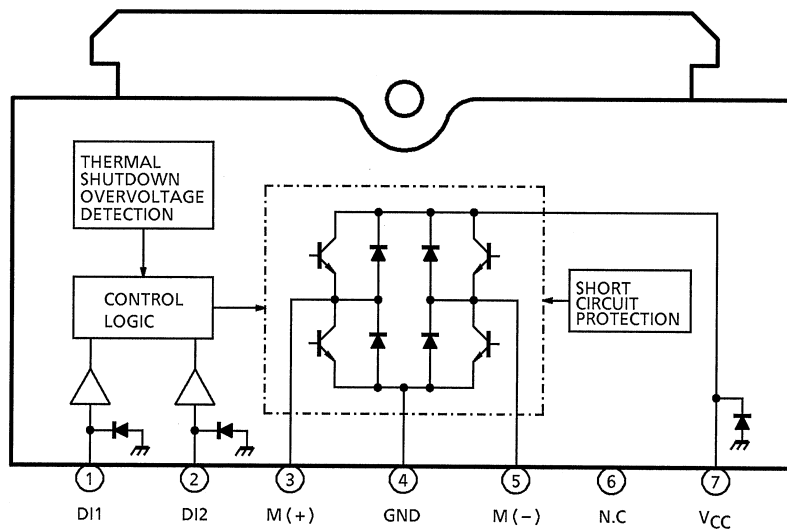 THERMAL
SHUTDOWN
OVERVOLTAGE
DETECTION
CONTROL
LOGIC
SHORT
CIRCUIT
PROTECTION
1 2 3 4 5 6 7
DI1 DI2 M(+) GND M(−) N.C VCC